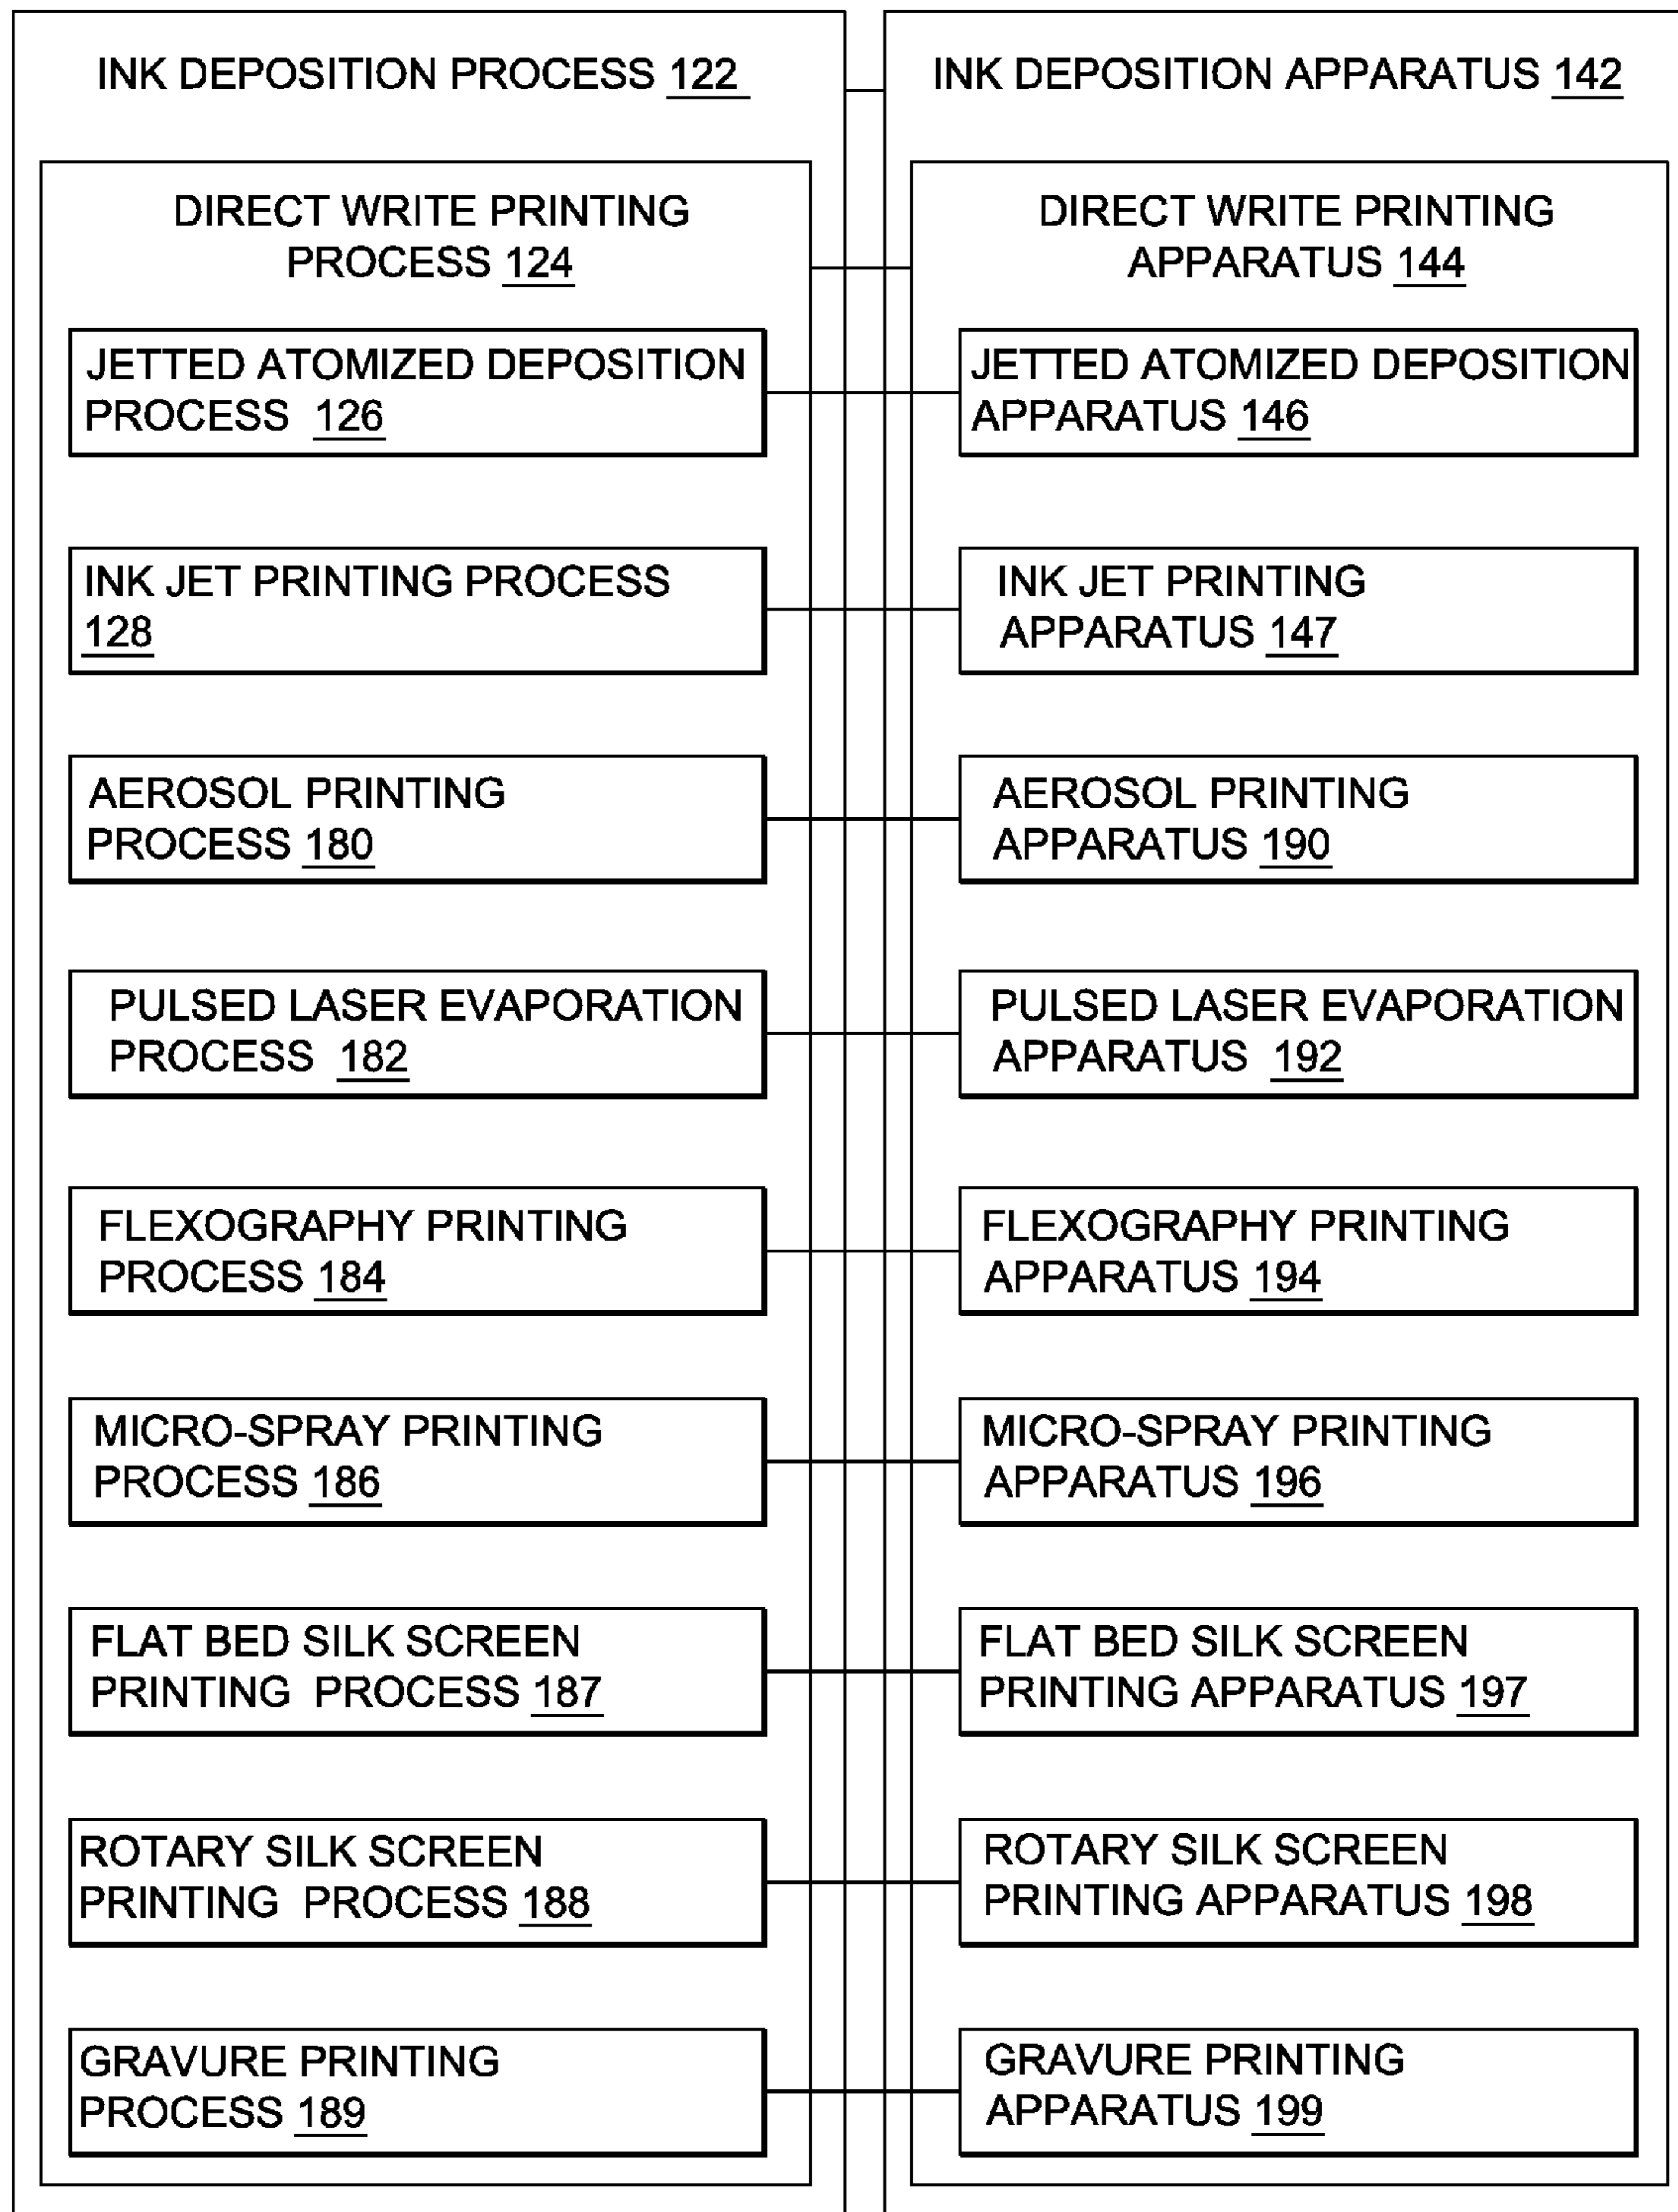 INK DEPOSITION PROCESS 122
DIRECT WRITE PRINTING
PROCESS 124
JETTED ATOMIZED DEPOSITION
PROCESS 126
INK JET PRINTING PROCESS
128
AEROSOL PRINTING
PROCESS 180
PULSED LASER EVAPORATION
PROCESS 182
FLEXOGRAPHY PRINTING
PROCESS 184
MICRO-SPRAY PRINTING
PROCESS 186
FLAT BED SILK SCREEN
PRINTING PROCESS 187
ROTARY SILK SCREEN
PRINTING PROCESS 188
GRAVURE PRINTING
PROCESS 189
INK DEPOSITION APPARATUS 142
DIRECT WRITE PRINTING
APPARATUS 144
JETTED ATOMIZED DEPOSITION
APPARATUS 146
INK JET PRINTING
APPARATUS 147
AEROSOL PRINTING
APPARATUS 190
PULSED LASER EVAPORATION
APPARATUS 192
FLEXOGRAPHY PRINTING
APPARATUS 194
MICRO-SPRAY PRINTING
APPARATUS 196
FLAT BED SILK SCREEN
PRINTING APPARATUS 197
ROTARY SILK SCREEN
PRINTING APPARATUS 198
GRAVURE PRINTING
APPARATUS 199